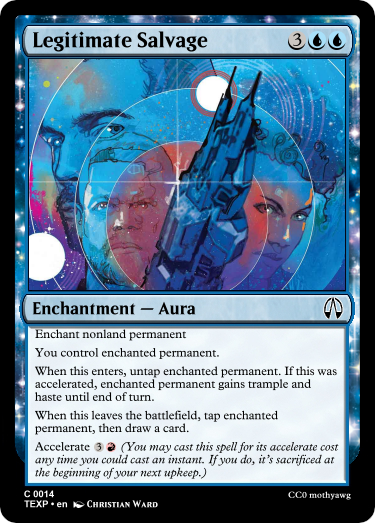 Legitimate Salvage 3
Enchantment — Aura
Enchant nonland permanent
You control enchanted permanent.
When this enters, untap enchanted permanent. If this was
accelerated, enchanted permanent gains trample and
haste until end of turn.
When this leaves the battlefield, tap enchanted
permanent, then draw a card.
Accelerate 3 (You may cast this spell for its accelerate cost
any time you could cast an instant. If you do, it's sacrificed at
the beginning of your next upkeep.)
C 0014
TEXP • en Christian Ward
CC0 mothyawg